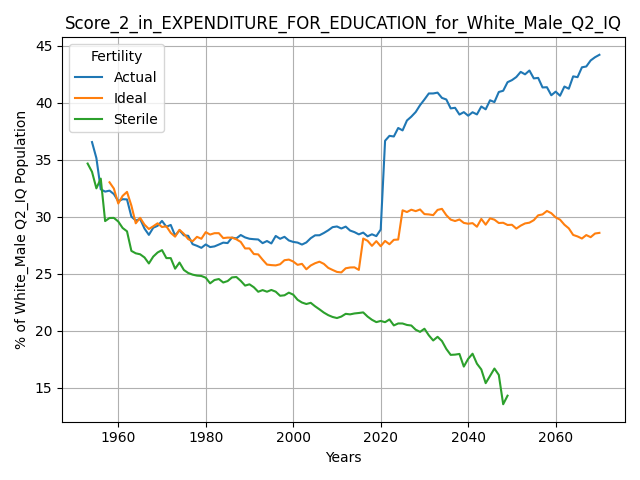 Score_2_in_EXPENDITURE_FOR_EDUCATION_for_White_Male_Q2_IQ
Fertility
Actual
Ideal
Sterile
% of White_Male Q2_IQ Population
45
40
35
30
25
20
15
1960
1980
2000
2020
2040
2060
Years